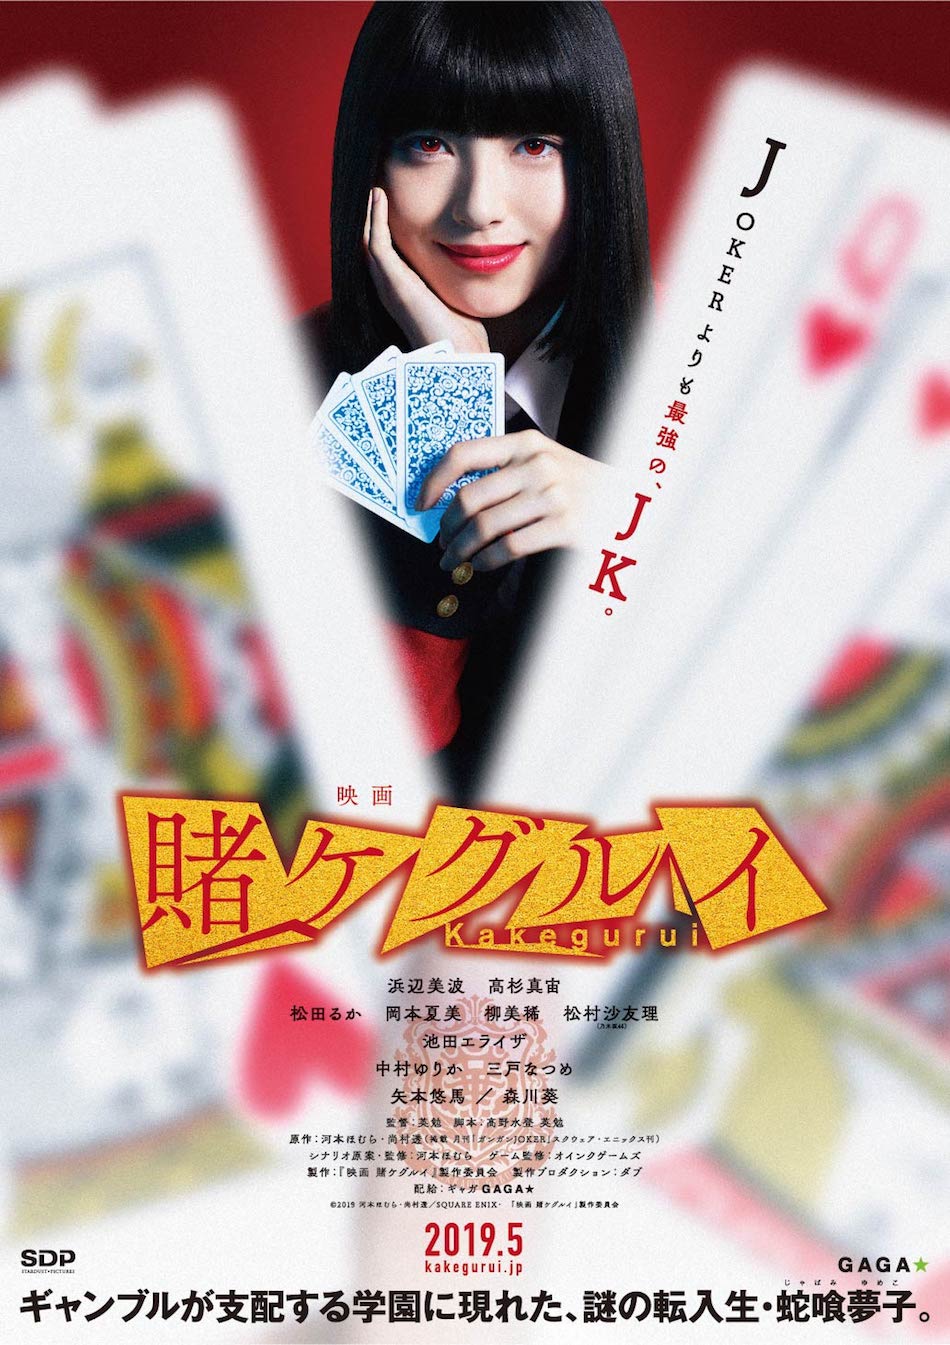 JOKERよりも最強の、JK。
Q
映画
賭ケグルイ
Kakegurui
浜辺美波 高杉真宙
松田るか 岡本夏美 柳美稀 松村沙友理
(乃木坂46)
池田エライザ
中村ゆりか 三戸なつめ
矢本悠馬 / 森川葵
監督:英勉 脚本:高野水登 英勉
原作:河本ほむら・尚村透(掲載 月刊「ガンガンJOKER」スクウェア・エニックス刊)
シナリオ原案・監修:河本ほむら ゲーム監修:オインクゲームズ
製作:『映画 賭ケグルイ』製作委員会 製作プロダクション:ダブ
配給:ギャガGAGA★
©2019 河本ほむら・尚村透/SQUARE ENIX・「映画 賭ケグルイ」製作委員会
2019.5
kakegurui.jp
SDP
STARDUST★PICTURES
GAGA★
じゃばみ ゆめこ
ギャンブルが支配する学園に現れた、謎の転入生・蛇喰夢子。